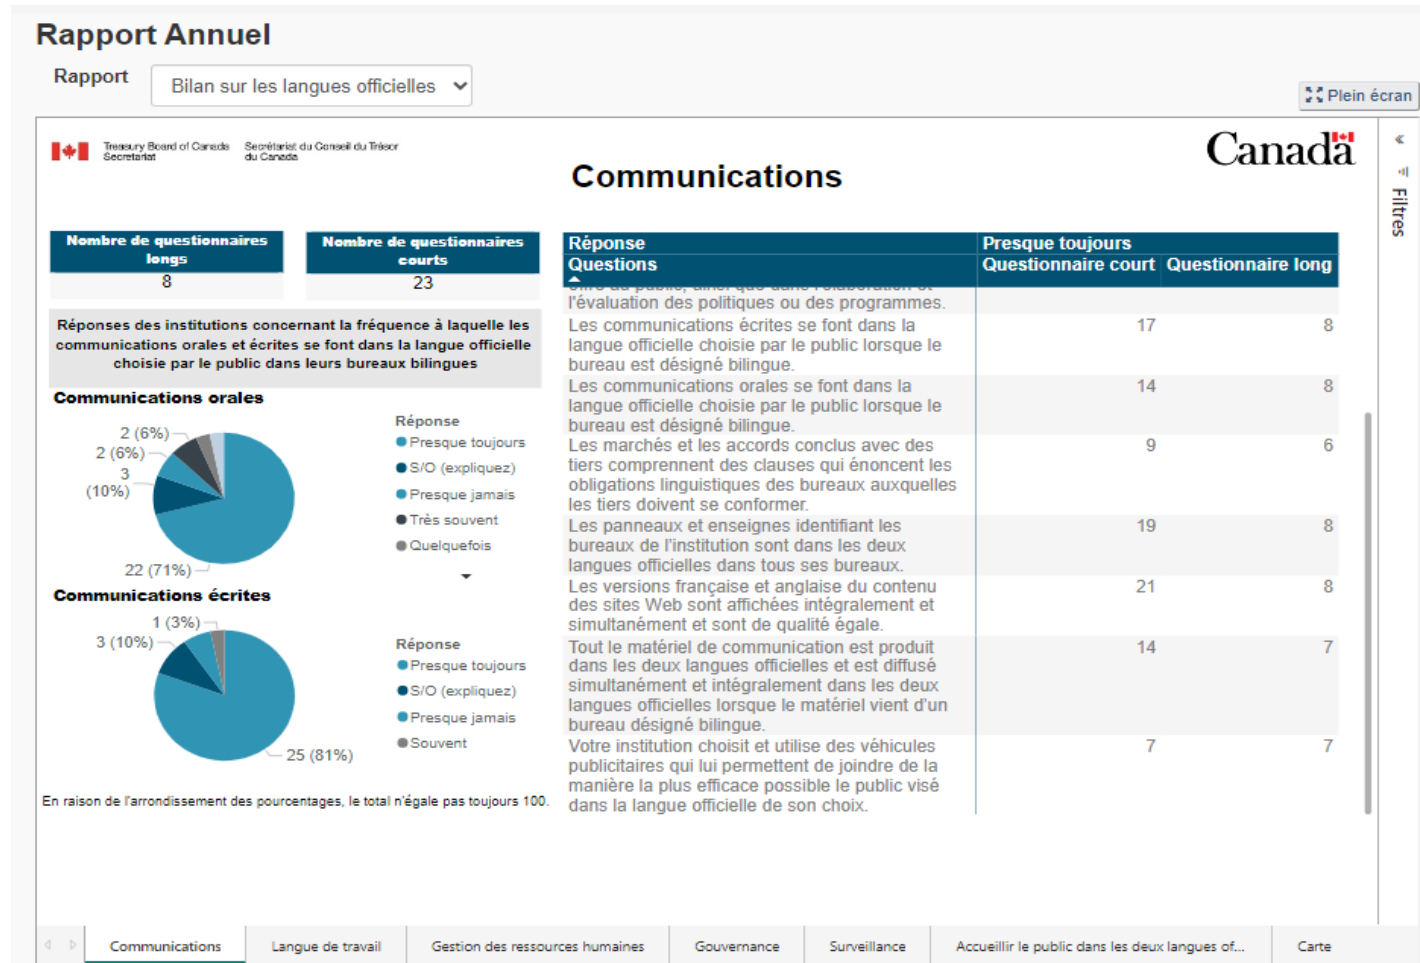 Rapport Annuel
Rapport
Bilan sur les langues officielles
Plein écran
Treasury Board of Canada
Secretariat
Secrétariat du Conseil du Trésor
du Canada
Canada
Communications
Filtres
Nombre de questionnaires
longs
8
Nombre de questionnaires
courts
23
Réponses des institutions concernant la fréquence à laquelle les
communications orales et écrites se font dans la langue officielle
choisie par le public dans leurs bureaux bilingues
Communications orales
2 (6%)
2 (6%)
3
(10%)
22 (71%)
Réponse
Presque toujours
S/O (expliquez)
Presque jamais
Très souvent
Quelquefois
Communications écrites
1 (3%)
3 (10%)
25 (81%)
Réponse
Presque toujours
S/O (expliquez)
Presque jamais
Souvent
En raison de l'arrondissement des pourcentages, le total n'égale pas toujours 100.
Réponse
Presque toujours
Questions
Questionnaire court
Questionnaire long
l'évaluation des politiques ou des programmes.
Les communications écrites se font dans la
langue officielle choisie par le public lorsque le
bureau est désigné bilingue.
17
8
Les communications orales se font dans la
langue officielle choisie par le public lorsque le
bureau est désigné bilingue.
14
8
Les marchés et les accords conclus avec des
tiers comprennent des clauses qui énoncent les
obligations linguistiques des bureaux auxquelles
les tiers doivent se conformer.
9
6
Les panneaux et enseignes identifiant les
bureaux de l'institution sont dans les deux
langues officielles dans tous ses bureaux.
19
8
Les versions française et anglaise du contenu
des sites Web sont affichées intégralement et
simultanément et sont de qualité égale.
21
8
Tout le matériel de communication est produit
dans les deux langues officielles et est diffusé
simultanément et intégralement dans les deux
langues officielles lorsque le matériel vient d'un
bureau désigné bilingue.
14
7
Votre institution choisit et utilise des véhicules
publicitaires qui lui permettent de joindre de la
manière la plus efficace possible le public visé
dans la langue officielle de son choix.
7
7
Communications
Langue de travail
Gestion des ressources humaines
Gouvernance
Surveillance
Accueillir le public dans les deux langues of...
Carte